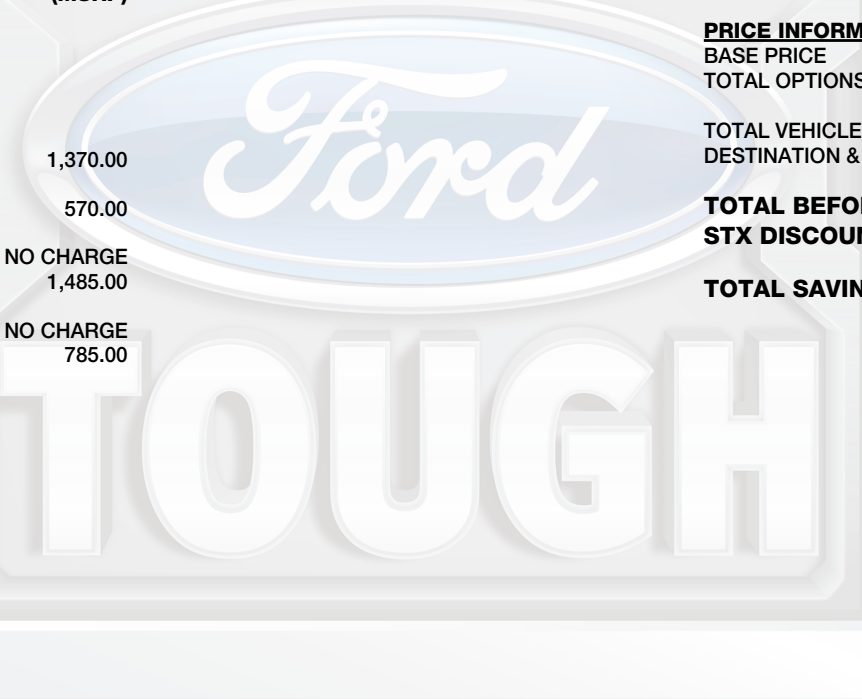 (MSRP)
1,370.00
570.00
NO CHARGE
1,485.00
NO CHARGE
785.00
PRICE INFORM
BASE PRICE
TOTAL OPTIONS
TOTAL VEHICLE
DESTINATION &
TOTAL BEFO
STX DISCOUN
TOTAL SAVIN
Ford
TOUGH